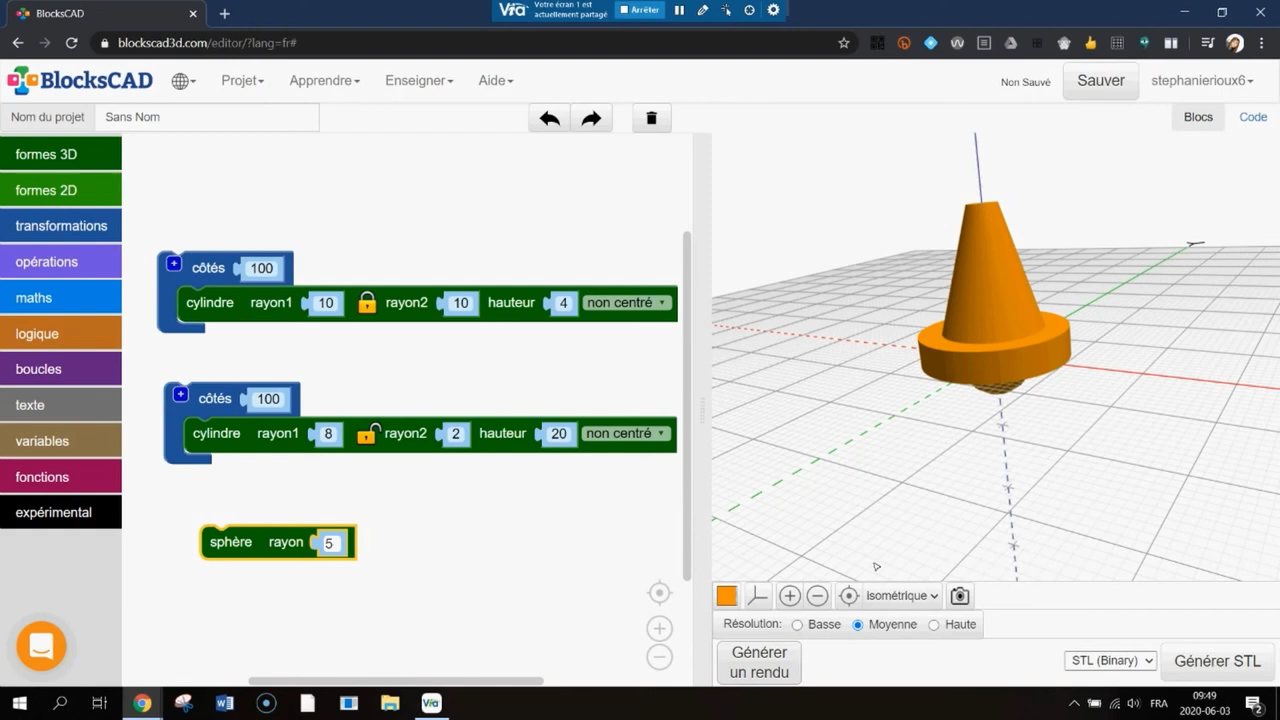 BlocksCAD
Via Votre écran 1 est
actuellement partagé
Arrêter
blockscad3d.com/editor/?lang=fr#
BlocksCAD
Projet
Apprendre
Enseigner
Aide
Non Sauvé
Sauver
stephanierioux6
Nom du projet
Sans Nom
Blocs
Code
formes 3D
formes 2D
transformations
opérations
maths
logique
boucles
texte
variables
fonctions
expérimental
côtés 100
cylindre rayon1 10 rayon2 10 hauteur 4 non centré
côtés 100
cylindre rayon1 8 rayon2 2 hauteur 20 non centré
sphère rayon 5
isométrique
Résolution: Basse Moyenne Haute
Générer
un rendu
STL (Binary)
Générer STL
Via
FRA
09:49
2020-06-03
2